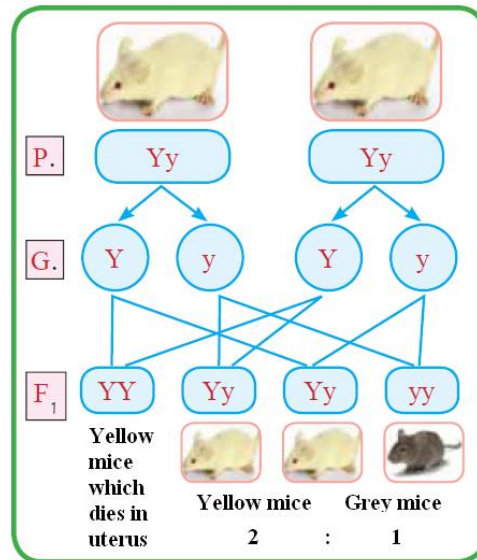 P. Yy Yy
G. Y y Y y
F1 YY Yy Yy yy
Yellow
mice
which
dies in
uterus
Yellow mice Grey mice
2 : 1